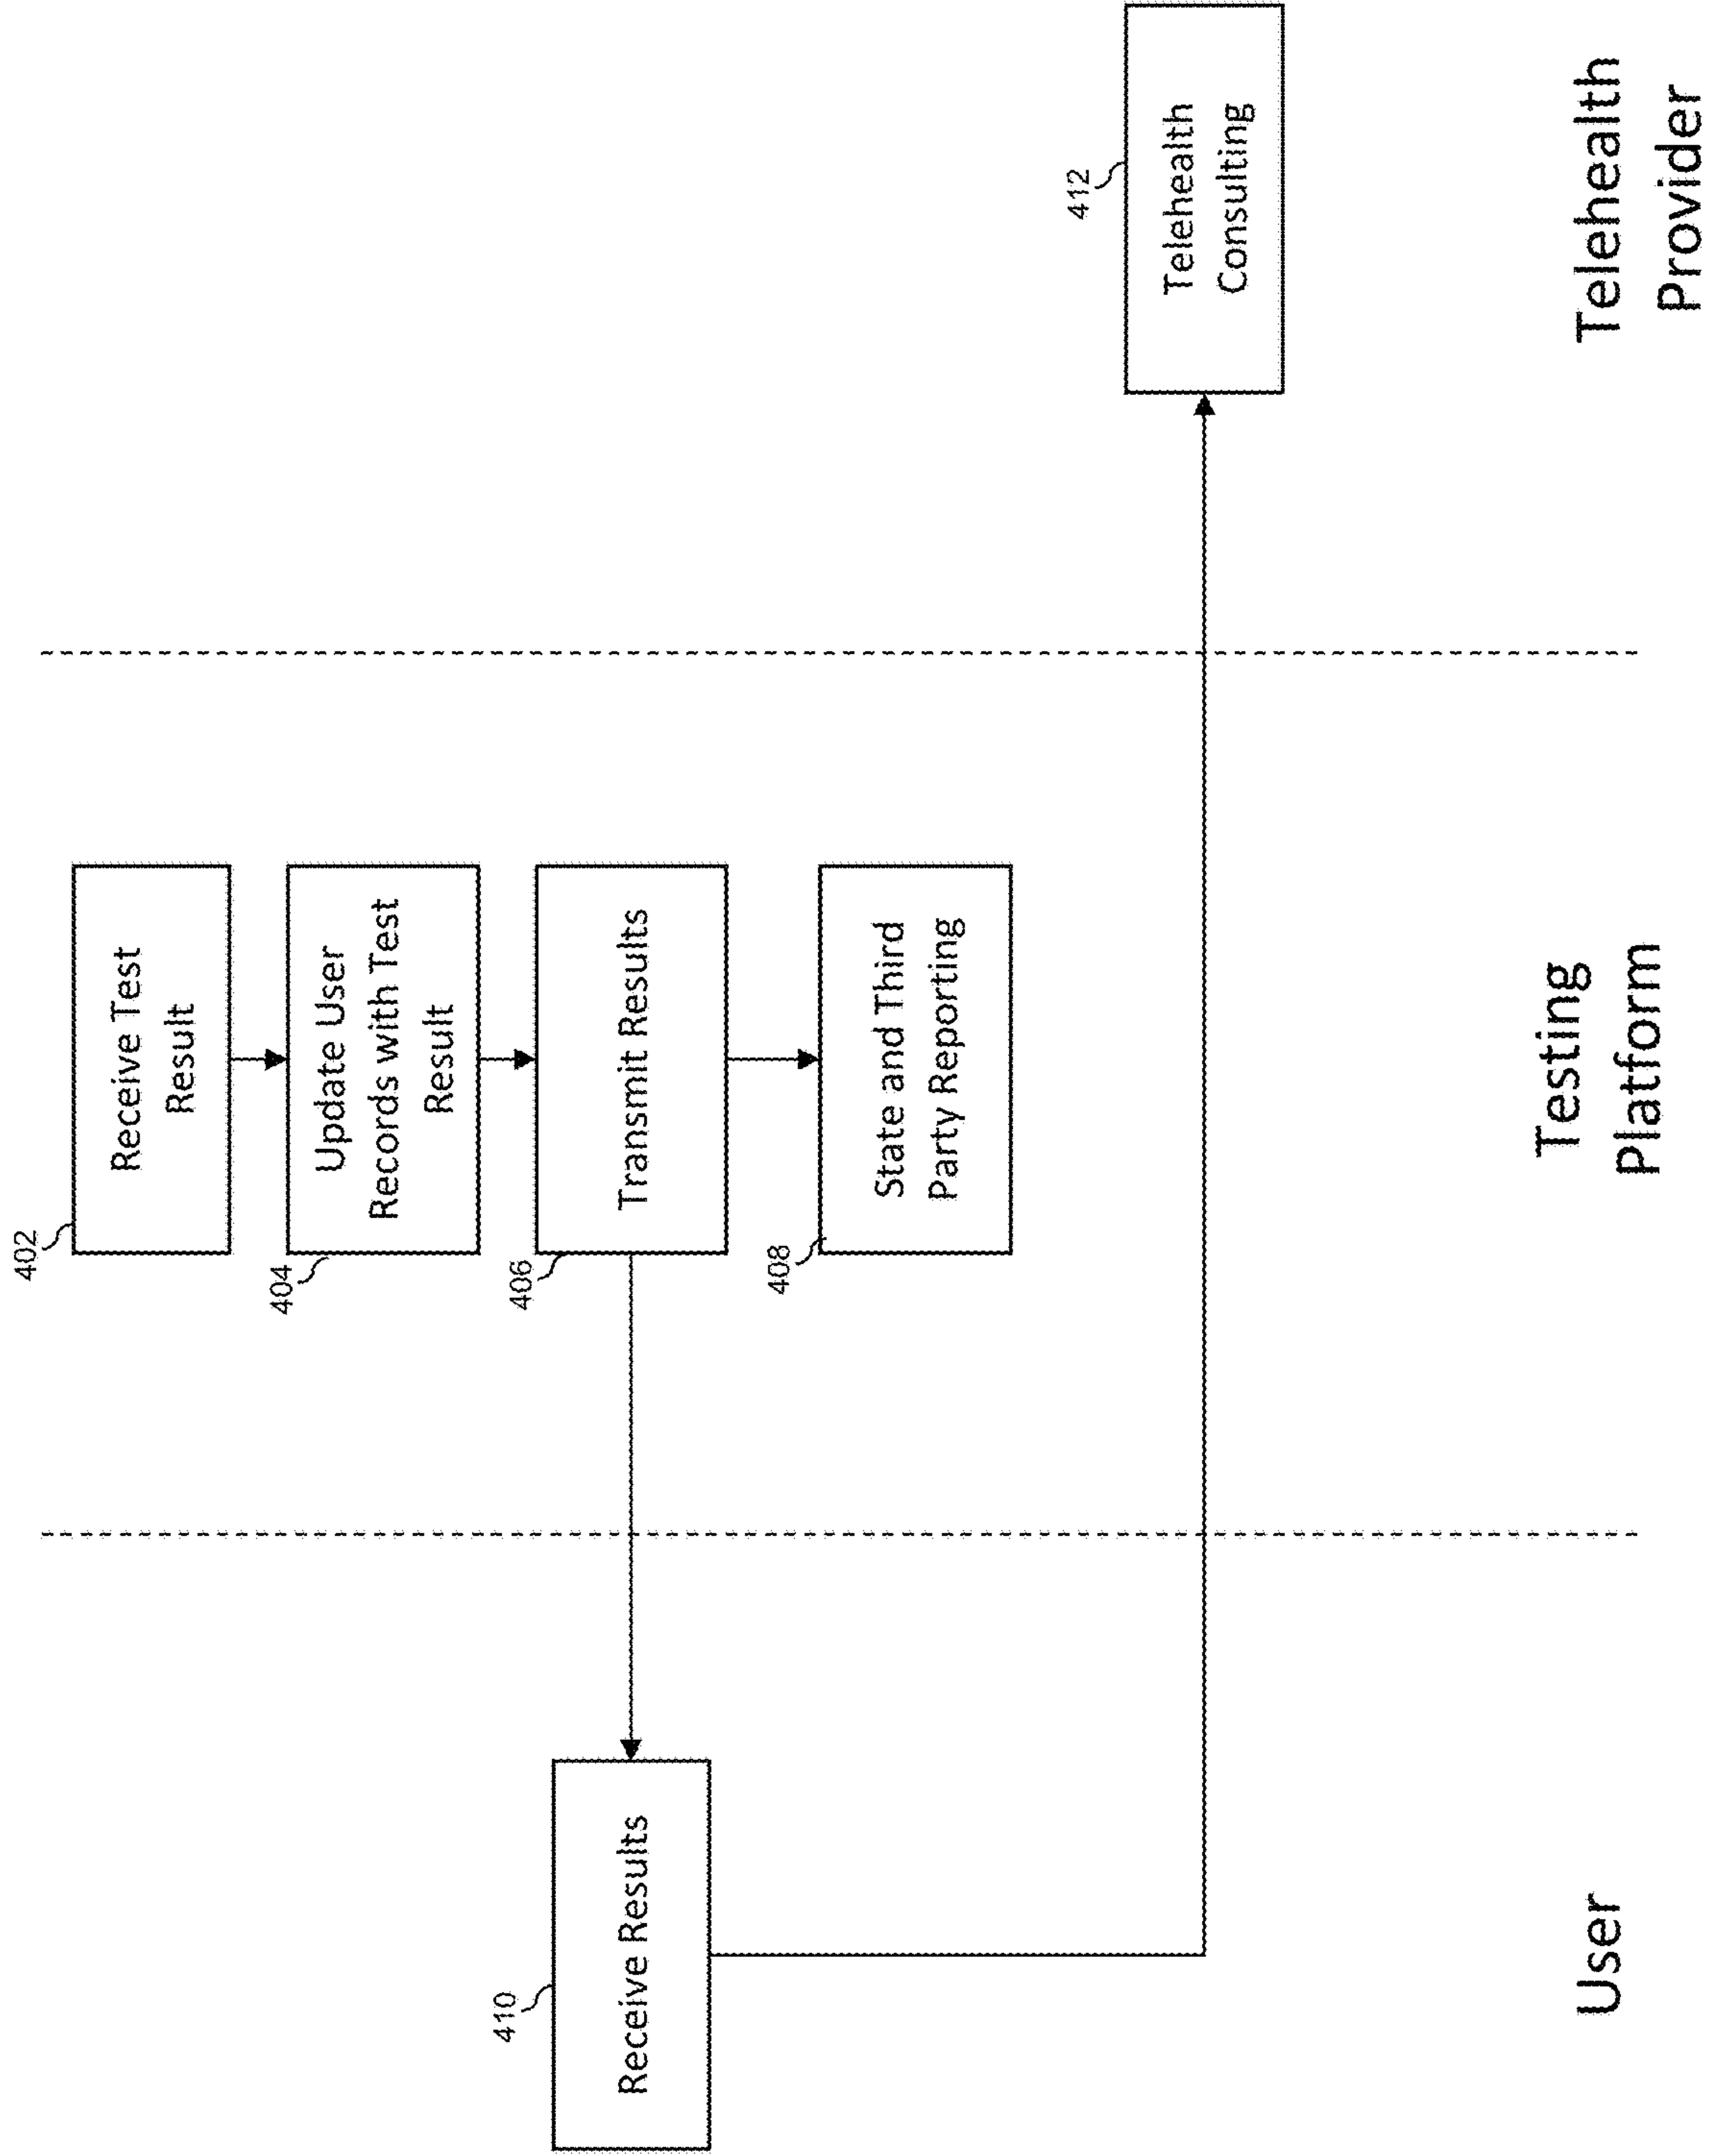 402
Receive Test
Result
404
Update User
Records with Test
Result
410
Receive Results
406
Transmit Results
408
State and Third
Party Reporting
412
Telehealth
Consulting
User
Testing
Platform
Telehealth
Provider